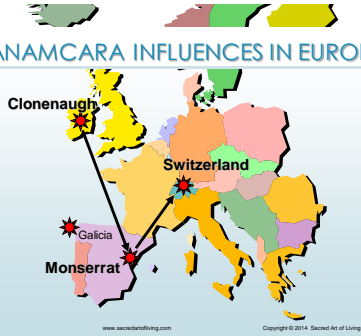 ANAMCARA INFLUENCES IN EURO
Clonenaugh
Switzerland
Galicia
Monserrat
www.sacredartofliving.com
Copyright © 2014 Sacred Art of Living